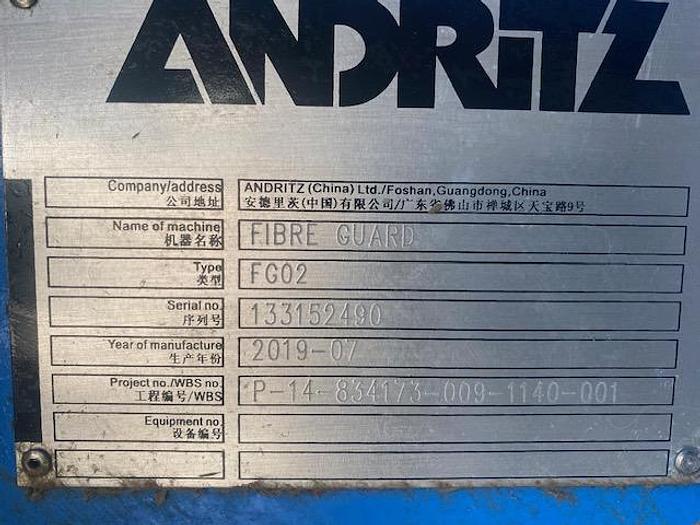 ANDRITZ
Company/address ANDRITZ (China) Ltd./Foshan,Guangdong,China
公司地址 安德里茨(中国)有限公司//广东省佛山市禅城区天宝路9号
Name of machine FIBRE GUARD
机器名称
Type FG02
类型
Serial no. 133152490
序列号
Year of manufacture 2019-07
生产年份
Project no./WBS no. P-14-834173-009-1140-001
工程编号/WBS
Equipment no.
设备编号